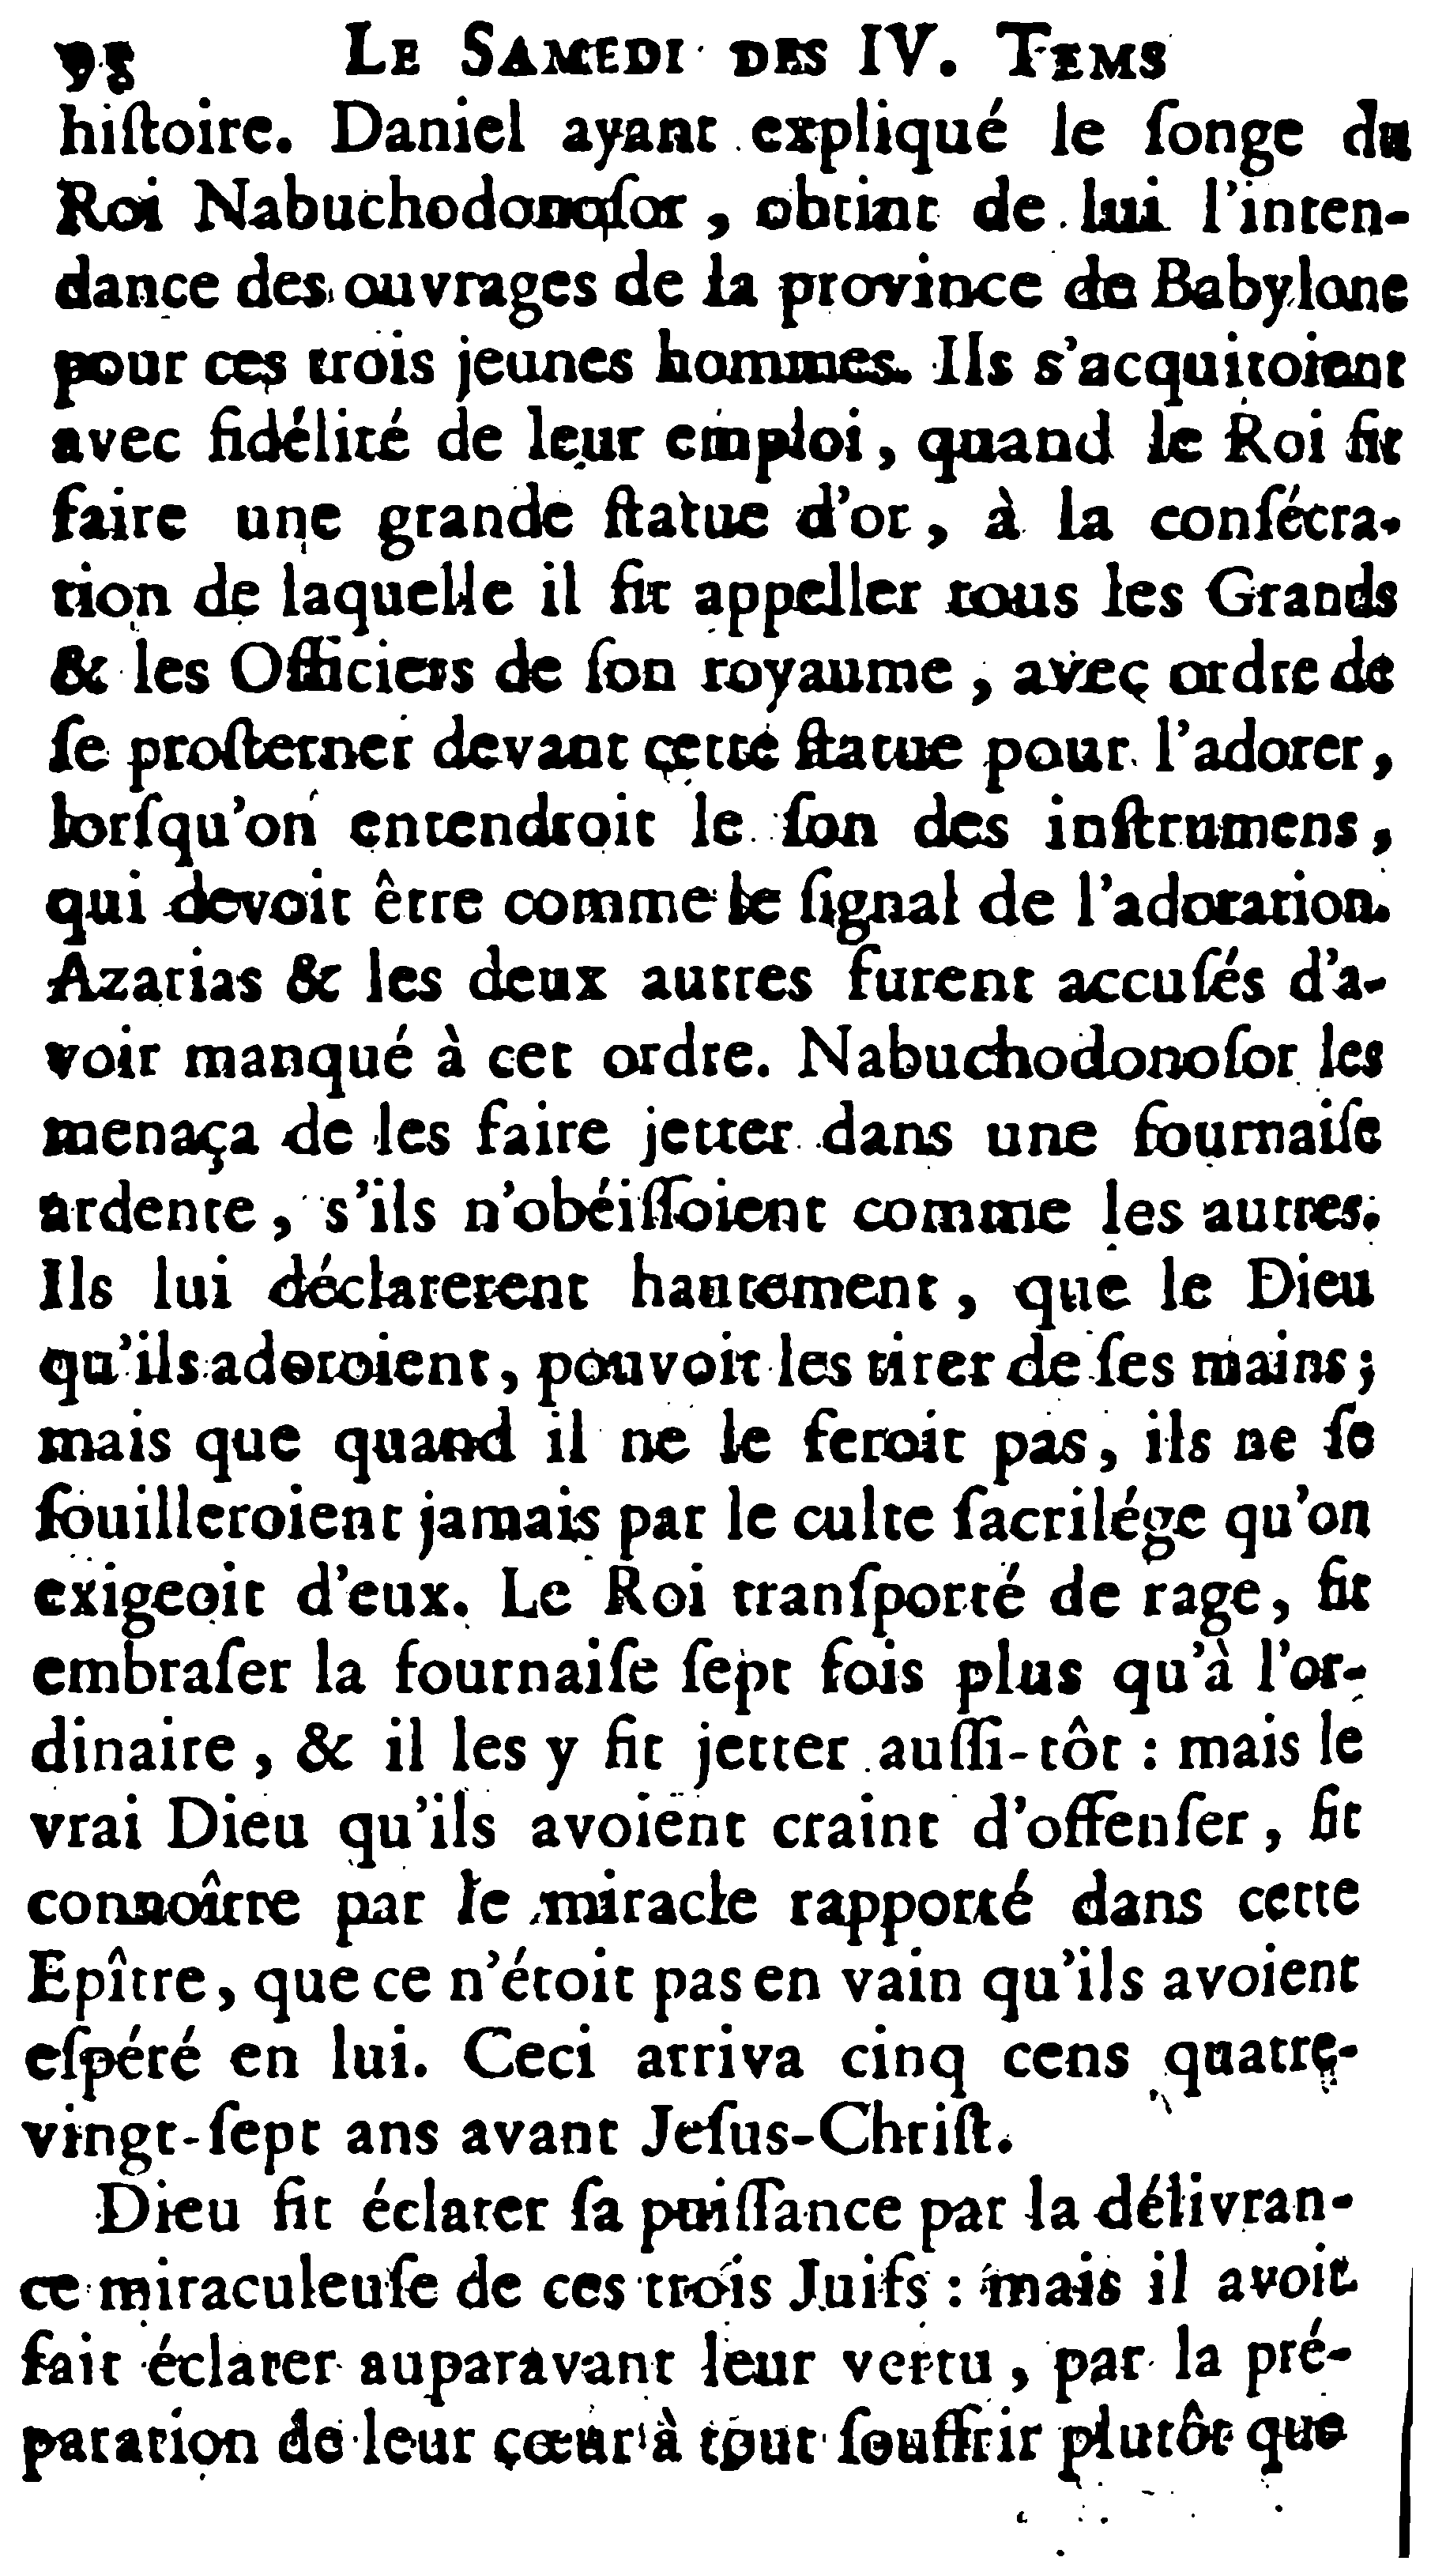 98 LE SAMEDI DES IV. TEMS
hiſtoire. Daniel ayant expliqué le ſonge du
Roi Nabuchodonoſor, obtint de lui l'inten-
dance des ouvrages de la province de Babylone
pour ces trois jeunes hommes. Ils s'acquitoient
avec fidélité de leur emploi, quand le Roi fit
faire une grande ſtatue d'or, à la conſécra-
tion de laquelle il fit appeller tous les Grands
& les Officiers de ſon royaume, avec ordre de
ſe proſterner devant cette ſtatue pour l'adorer,
lorſqu'on entendroit le ſon des inſtrumens,
qui devoit être comme le ſignal de l'adoration.
Azarias & les deux autres furent accuſés d'a-
voir manqué à cet ordre. Nabuchodonoſor les
menaça de les faire jetter dans une fournaiſe
ardente, s'ils n'obéiſſoient comme les autres.
Ils lui déclarerent hautement, que le Dieu
qu'ils adoroient, pouvoit les tirer de ſes mains;
mais que quand il ne le feroit pas, ils ne ſe
ſouilleroient jamais par le culte ſacrilége qu'on
exigeoit d'eux. Le Roi tranſporté de rage, fit
embraſer la fournaiſe ſept fois plus qu'à l'or-
dinaire, & il les y fit jetter auſſi-tôt : mais le
vrai Dieu qu'ils avoient craint d'offenſer, fit
connoître par le miracle rapporté dans cette
Epître, que ce n'étoit pas en vain qu'ils avoient
eſpéré en lui. Ceci arriva cinq cens quatre-
vingt-ſept ans avant Jeſus-Chriſt.
Dieu fit éclater ſa puiſſance par la délivran-
ce miraculeuſe de ces trois Juifs : mais il avoit
fait éclater auparavant leur vertu, par la pré-
paration de leur cœur à tout ſouffrir plutôt que